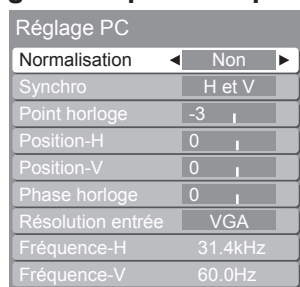 Réglage PC
Normalisation ◄ Non ►
Synchro H et V
Point horloge -3
Position-H 0
Position-V 0
Phase horloge 0
Résolution entrée VGA
Fréquence-H 31.4kHz
Fréquence-V 60.0Hz